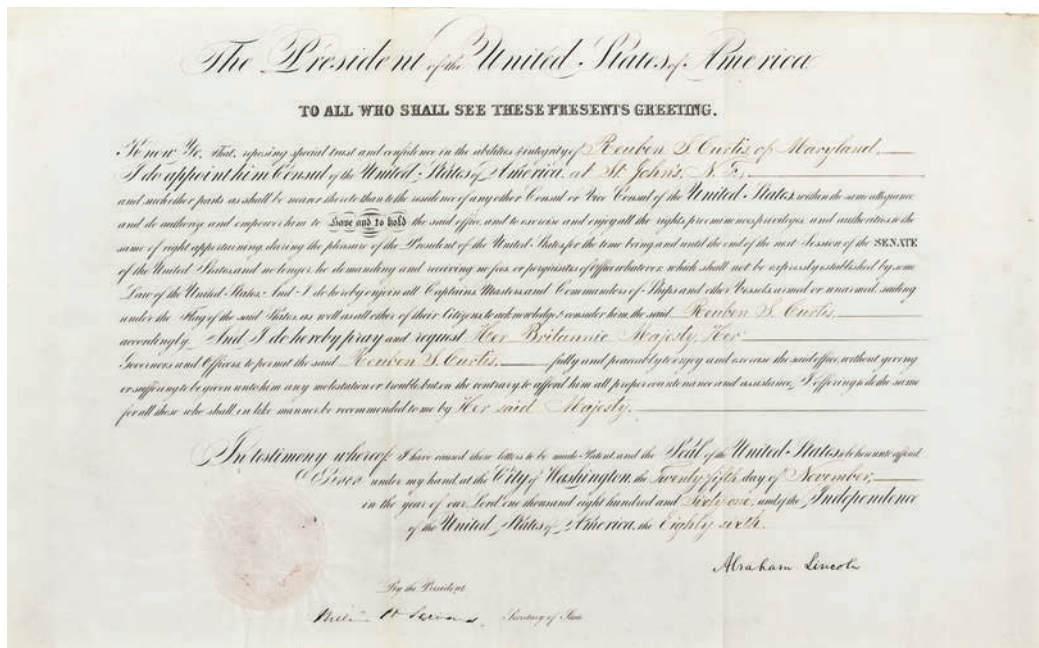 The President of the United States of America
TO ALL WHO SHALL SEE THESE PRESENTS GREETING.
Know Ye, That, reposing special trust and confidence in the abilities & integrity of Reuben S. Curtis of Maryland.
I do appoint him Consul of the United States of America, at St. Johns, N. F.,
and such other parts as shall be nearer thereto than to the residence of any other Consul or Vice Consul of the United States, within the same allegiance
and do authorize and empower him to Have and to hold the said office, and to exercise and enjoy all the rights, preeminences, privileges, and authorities to the
same of right appertaining, during the pleasure of the President of the United States for the time being, and until the end of the next Session of the SENATE
of the United States, and no longer, he demanding and receiving no fees or perquisites of Office whatever, which shall not be expressly established by some
Law of the United States. And I do hereby enjoin all Captains, Masters, and Commanders of Ships and other Vessels, armed or unarmed, sailing
under the Flag of the said States, as well as all other of their Citizens, to acknowledge & consider him, the said Reuben S. Curtis.
accordingly. And I do hereby pray and request Her Britannic Majesty, Her
Governors and Officers, to permit the said Reuben S. Curtis. fully and peaceably to enjoy and exercise the said office, without giving
or suffering to be given unto him any molestation or trouble, but on the contrary to afford him all proper countenance and assistance, I offering to do the same
for all those who shall, in like manner, be recommended to me by Her said Majesty.
In testimony whereof, I have caused these letters to be made Patent, and the Seal of the United States to be hereunto affixed
Given under my hand, at the City of Washington, the Twenty fifth day of November,
in the year of our Lord one thousand eight hundred and Sixty one, and of the Independence
of the United States of America, the Eighty sixth.
Abraham Lincoln
By the President
William H Seward, Secretary of State